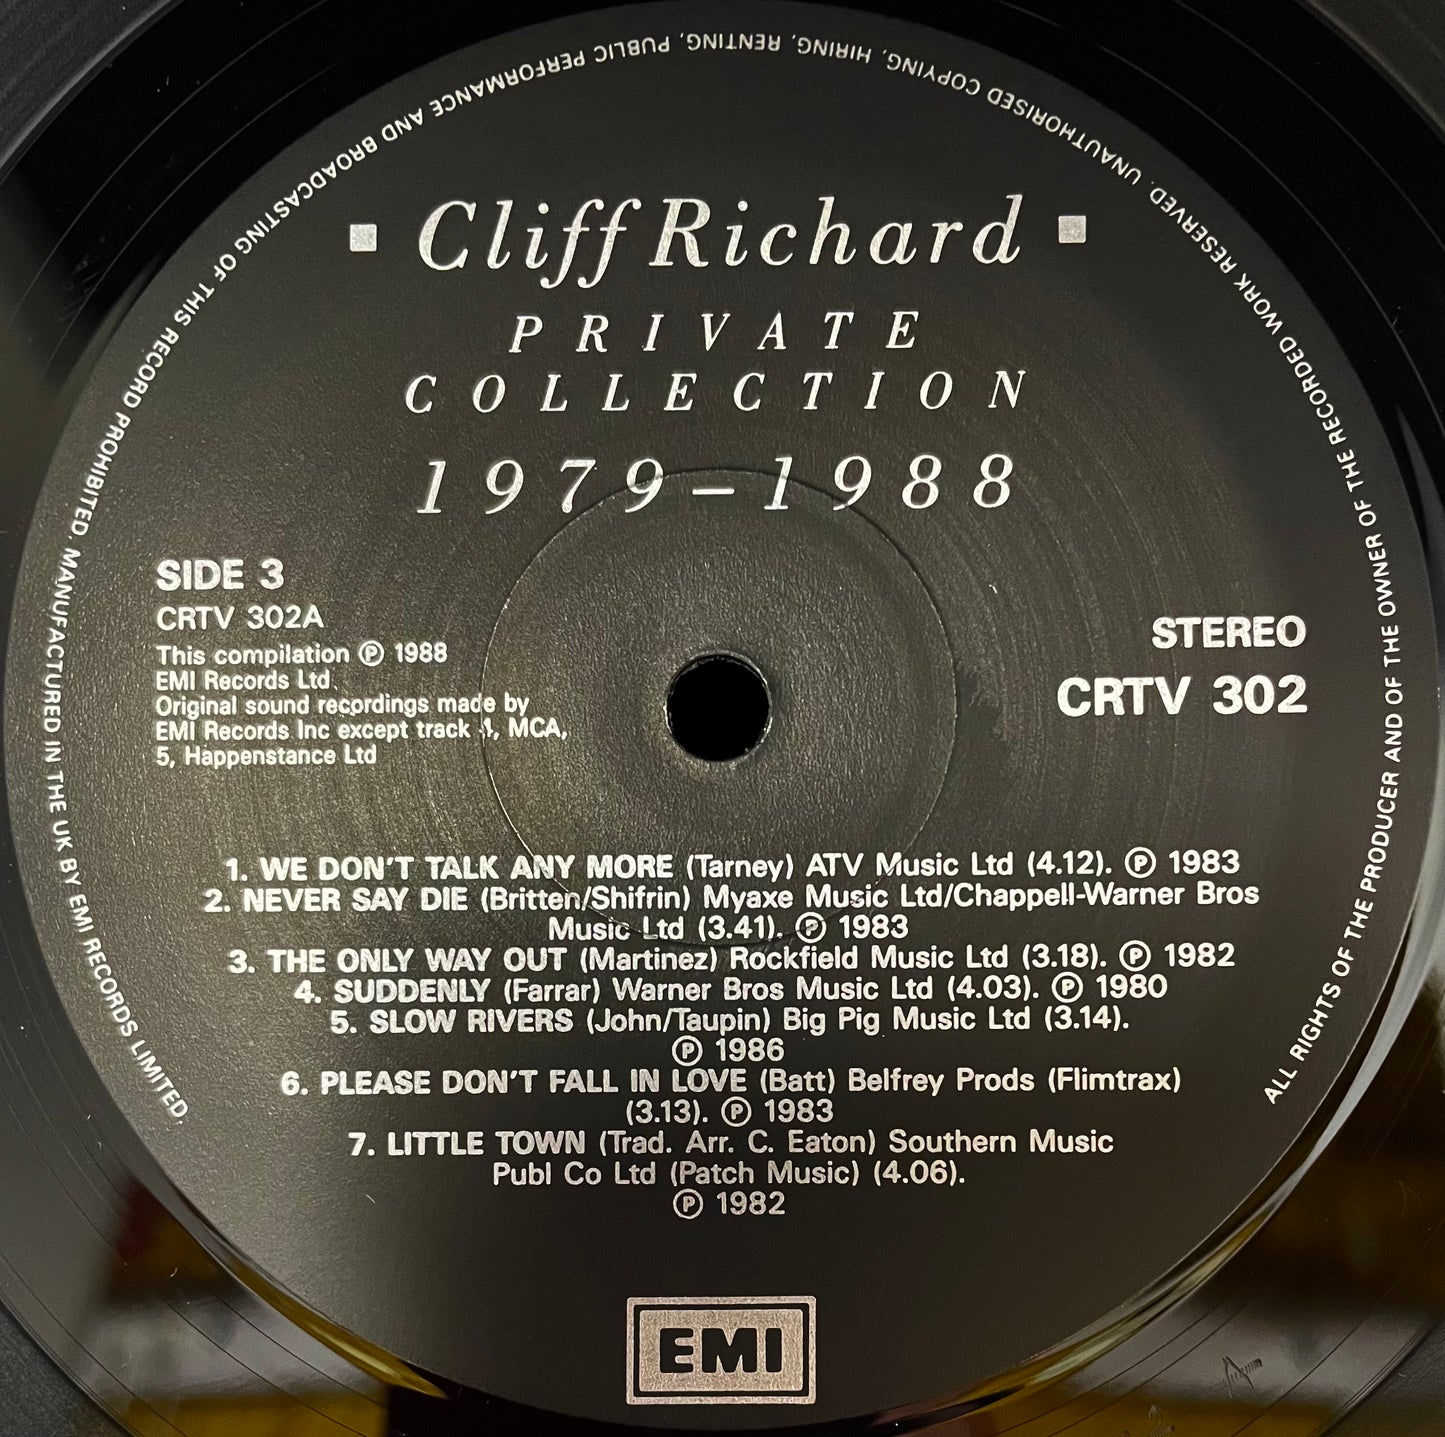 Cliff Richard
PRIVATE
COLLECTION
1979–1988
SIDE 3
CRTV 302A
This compilation ℗ 1988
EMI Records Ltd
Original sound recordings made by
EMI Records Inc except track 4, MCA,
5, Happenstance Ltd
STEREO
CRTV 302
1. WE DON'T TALK ANY MORE (Tarney) ATV Music Ltd (4.12). ℗ 1983
2. NEVER SAY DIE (Britten/Shifrin) Myaxe Music Ltd/Chappell-Warner Bros
Music Ltd (3.41). ℗ 1983
3. THE ONLY WAY OUT (Martinez) Rockfield Music Ltd (3.18). ℗ 1982
4. SUDDENLY (Farrar) Warner Bros Music Ltd (4.03). ℗ 1980
5. SLOW RIVERS (John/Taupin) Big Pig Music Ltd (3.14).
℗ 1986
6. PLEASE DON'T FALL IN LOVE (Batt) Belfrey Prods (Flimtrax)
(3.13). ℗ 1983
7. LITTLE TOWN (Trad. Arr. C. Eaton) Southern Music
Publ Co Ltd (Patch Music) (4.06).
℗ 1982
EMI
ALL RIGHTS OF THE PRODUCER AND OF THE OWNER OF THE RECORDED WORK RESERVED. UNAUTHORISED COPYING, HIRING, RENTING, PUBLIC PERFORMANCE AND BROADCASTING OF THIS RECORD PROHIBITED. MANUFACTURED IN THE UK BY EMI RECORDS LIMITED.